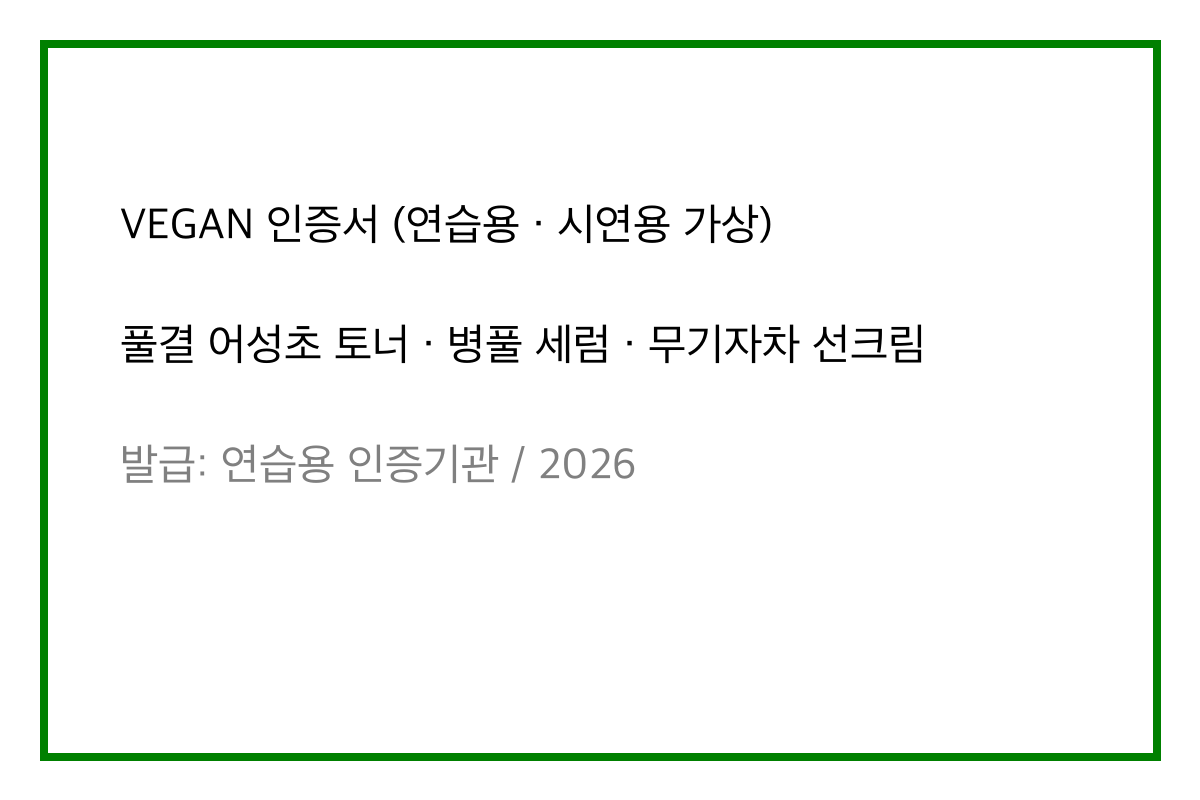 VEGAN 인증서 (연습용 · 시연용 가상)
풀결 어성초 토너 · 병풀 세럼 · 무기자차 선크림
발급: 연습용 인증기관 / 2026